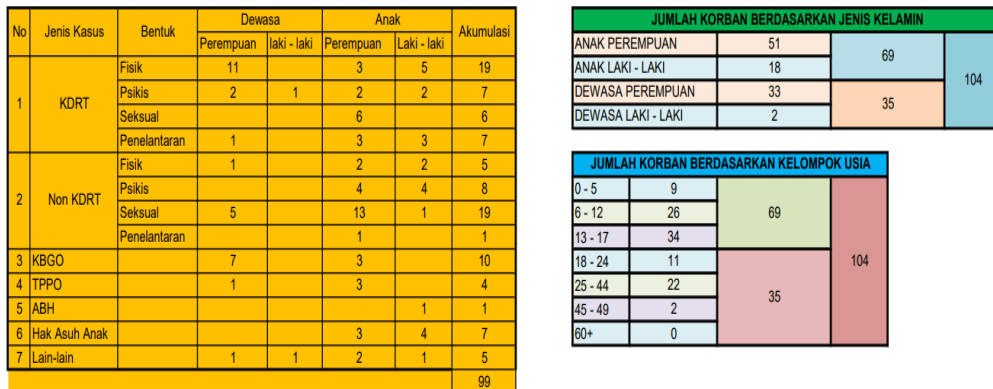 No Jenis Kasus Bentuk Dewasa Anak Akumulasi
Perempuan laki - laki Perempuan Laki - laki
1 KDRT Fisik 11 3 5 19
Psikis 2 1 2 2 7
Seksual 6 6
Penelantaran 1 3 3 7
2 Non KDRT Fisik 1 2 2 5
Psikis 4 4 8
Seksual 5 13 1 19
Penelantaran 1 1
3 KBGO 7 3 10
4 TPPO 1 3 4
5 ABH 1 1
6 Hak Asuh Anak 3 4 7
7 Lain-lain 1 1 2 1 5
99
JUMLAH KORBAN BERDASARKAN JENIS KELAMIN
ANAK PEREMPUAN 51 69 104
ANAK LAKI - LAKI 18
DEWASA PEREMPUAN 33 35
DEWASA LAKI - LAKI 2
JUMLAH KORBAN BERDASARKAN KELOMPOK USIA
0 - 5 9 69 104
6 - 12 26
13 - 17 34
18 - 24 11 35
25 - 44 22
45 - 49 2
60+ 0